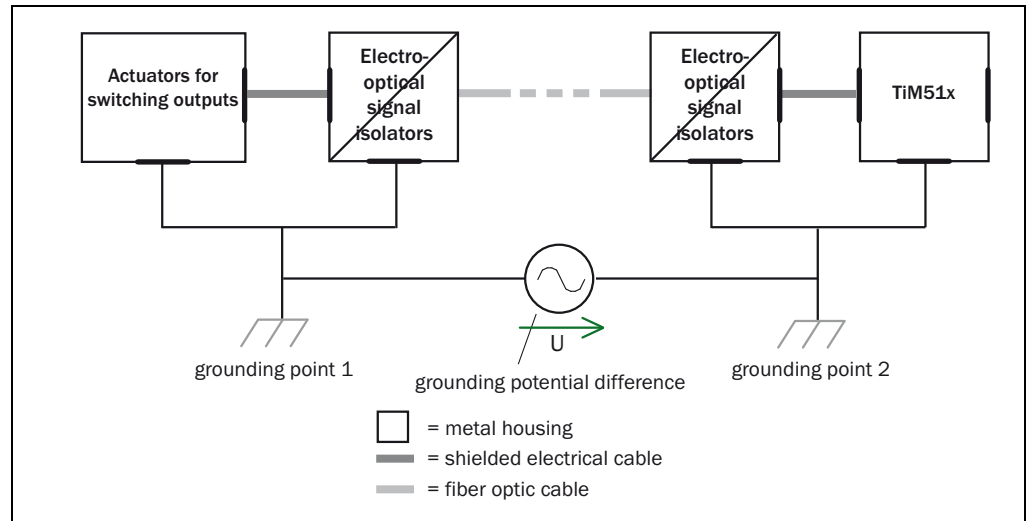 Actuators for
switching outputs
Electro-
optical
signal
isolators
Electro-
optical
signal
isolators
TiM51x
U
grounding point 1
grounding potential difference
grounding point 2
= metal housing
= shielded electrical cable
= fiber optic cable